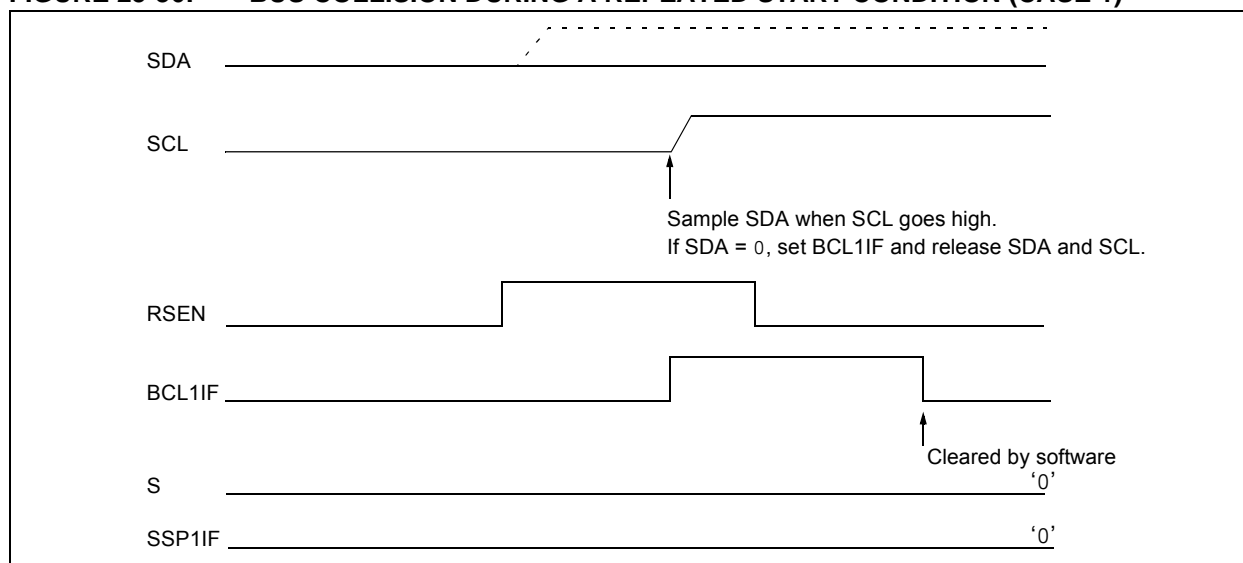 SDA
SCL
Sample SDA when SCL goes high.
If SDA = 0, set BCL1IF and release SDA and SCL.
RSEN
BCL1IF
Cleared by software
S
‘0’
SSP1IF
‘0’